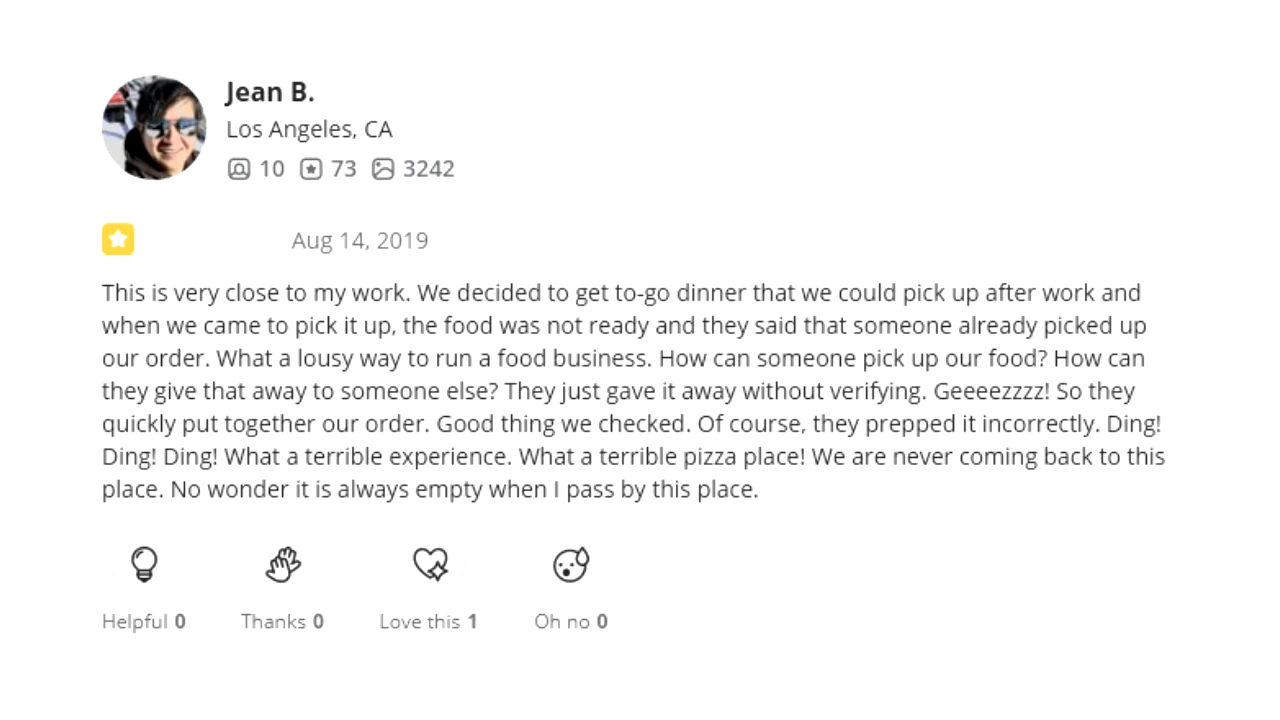 Jean B.
Los Angeles, CA
10 73 3242
Aug 14, 2019
This is very close to my work. We decided to get to-go dinner that we could pick up after work and
when we came to pick it up, the food was not ready and they said that someone already picked up
our order. What a lousy way to run a food business. How can someone pick up our food? How can
they give that away to someone else? They just gave it away without verifying. Geeeezzzz! So they
quickly put together our order. Good thing we checked. Of course, they prepped it incorrectly. Ding!
Ding! Ding! What a terrible experience. What a terrible pizza place! We are never coming back to this
place. No wonder it is always empty when I pass by this place.
Helpful 0 Thanks 0 Love this 1 Oh no 0